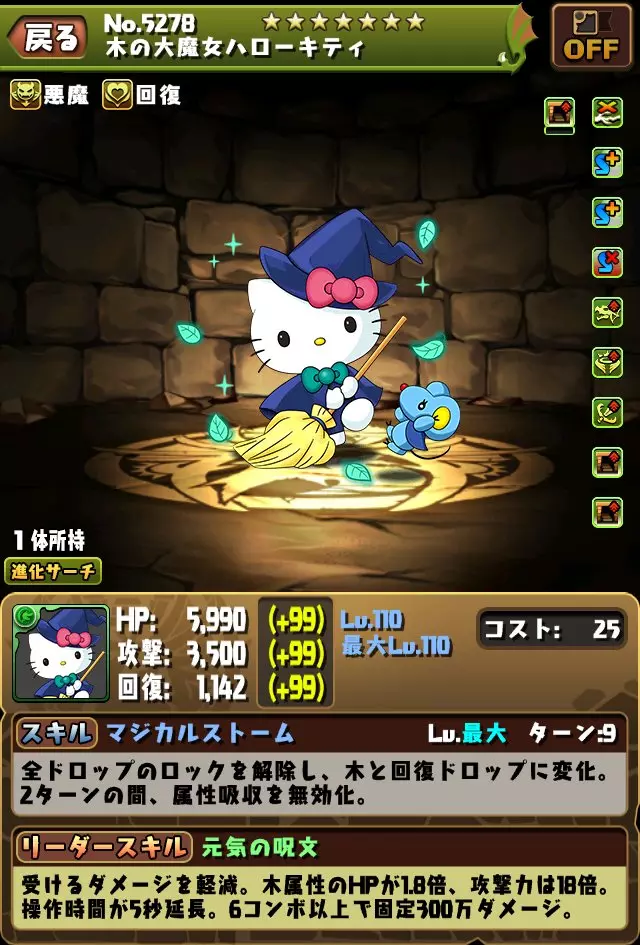 戻る
No.5278
☆☆☆☆☆☆☆
木の大魔女ハローキティ
OFF
悪魔 回復
1体所持
進化サーチ
HP: 5,990 (+99)
攻撃: 3,500 (+99)
回復: 1,142 (+99)
Lv.110
最大Lv.110
コスト: 25
スキル マジカルストーム Lv.最大 ターン:9
全ドロップのロックを解除し、木と回復ドロップに変化。
2ターンの間、属性吸収を無効化。
リーダースキル 元気の呪文
受けるダメージを軽減。木属性のHPが1.8倍、攻撃力は18倍。
操作時間が5秒延長。6コンボ以上で固定300万ダメージ。